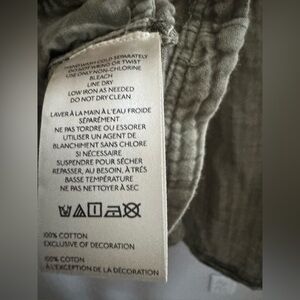 HAND WASH COLD SEPARATELY
DO NOT WRING OR TWIST
USE ONLY NON-CHLORINE
BLEACH
LINE DRY
LOW IRON AS NEEDED
DO NOT DRY CLEAN
LAVER À LA MAIN À L'EAU FROIDE
SÉPARÉMENT
NE PAS TORDRE OU ESSORER
UTILISER UN AGENT DE
BLANCHIMENT SANS CHLORE
SI NÉCESSAIRE
SUSPENDRE POUR SÉCHER
REPASSER, AU BESOIN, À TRÈS
BASSE TEMPÉRATURE
NE PAS NETTOYER À SEC
100% COTTON
EXCLUSIVE OF DECORATION
100% COTON
À L'EXCEPTION DE LA DÉCORATION